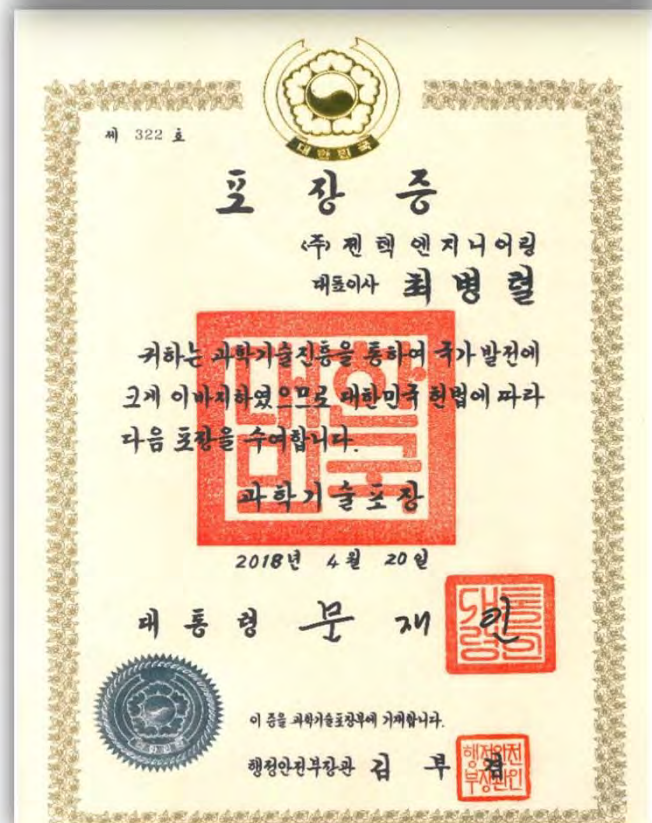 대한민국
제 322 호
포장증
(주) 젠텍엔지니어링
대표이사 최병렬
귀하는 과학기술진흥을 통하여 국가발전에
크게 이바지하였으므로 대한민국 헌법에 따라
다음 포장을 수여합니다.
과학기술포장
2018년 4월 20일
대통령 문재인
대통령인
이 증을 과학기술포장부에 기재합니다.
행정안전부장관 김부겸
행정안전부장관인
대한민국